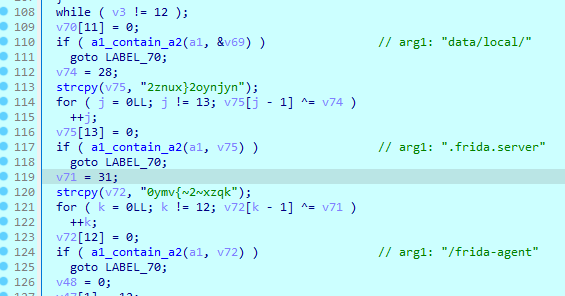 108 while ( v3 != 12 );
109 v70[11] = 0;
110 if ( a1_contain_a2(a1, &v69) ) // arg1: "data/local/"
111 goto LABEL_70;
112 v74 = 28;
113 strcpy(v75, "2znux}2oynjyn");
114 for ( j = 0LL; j != 13; v75[j - 1] ^= v74 )
115 ++j;
116 v75[13] = 0;
117 if ( a1_contain_a2(a1, v75) ) // arg1: ".frida.server"
118 goto LABEL_70;
119 v71 = 31;
120 strcpy(v72, "0ymv{~2~xzqk");
121 for ( k = 0LL; k != 12; v72[k - 1] ^= v71 )
122 ++k;
123 v72[12] = 0;
124 if ( a1_contain_a2(a1, v72) ) // arg1: "/frida-agent"
125 goto LABEL_70;
126 v48 = 0;